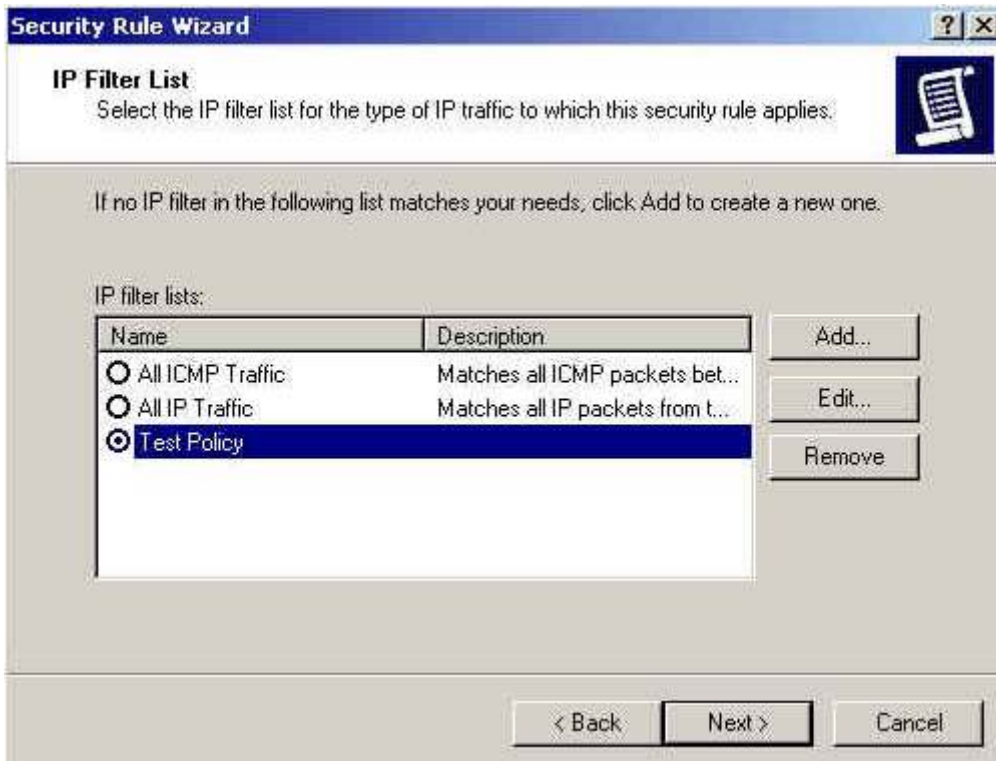 Security Rule Wizard
IP Filter List
Select the IP filter list for the type of IP traffic to which this security rule applies.
If no IP filter in the following list matches your needs, click Add to create a new one.
IP filter lists:
Name Description
All ICMP Traffic Matches all ICMP packets bet...
All IP Traffic Matches all IP packets from t...
Test Policy
Add...
Edit...
Remove
< Back Next > Cancel